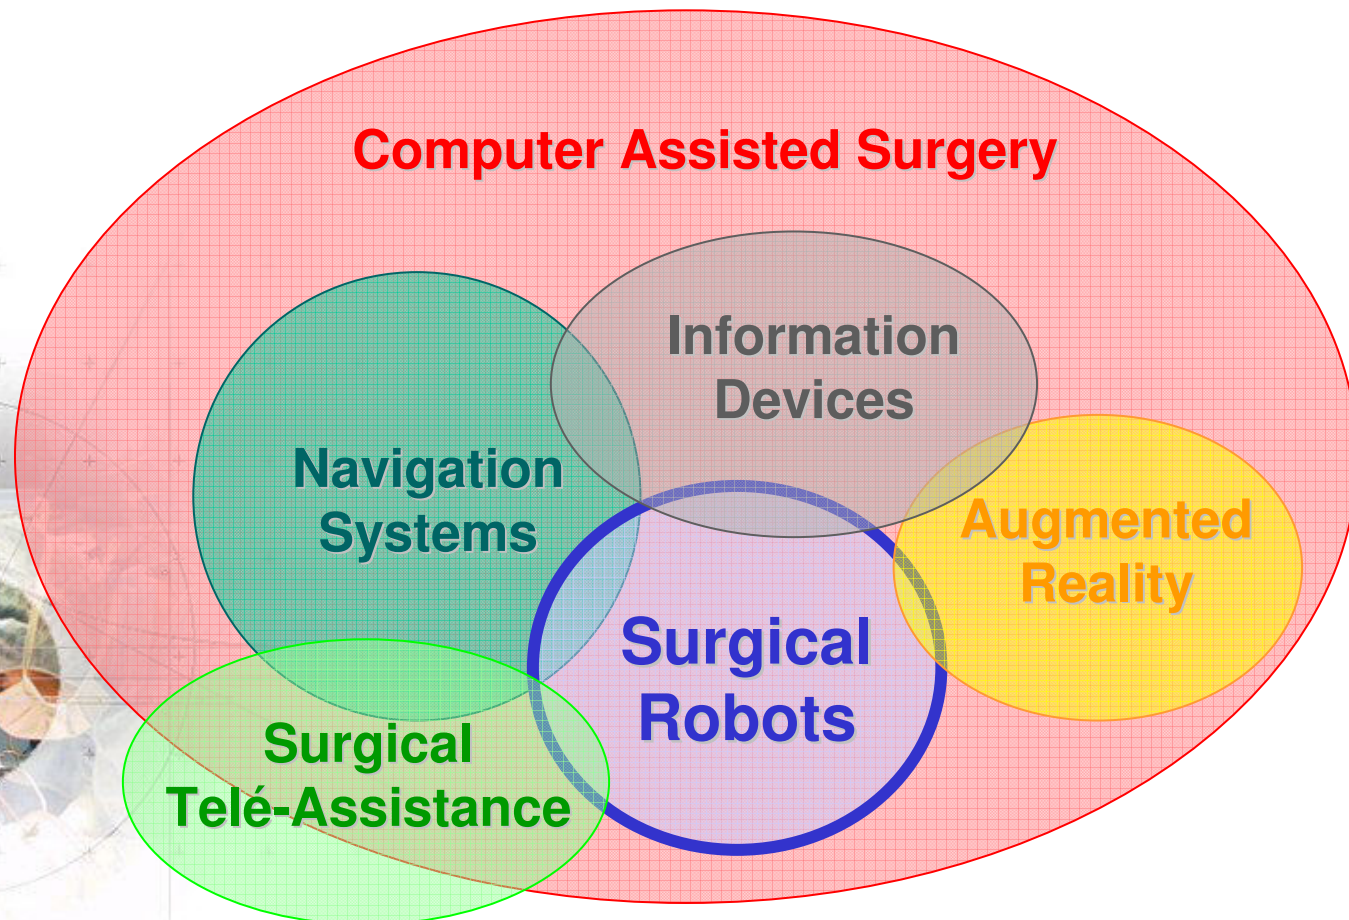 Computer Assisted Surgery
Information
Devices
Navigation
Systems
Augmented
Reality
Surgical
Robots
Surgical
Telé-Assistance